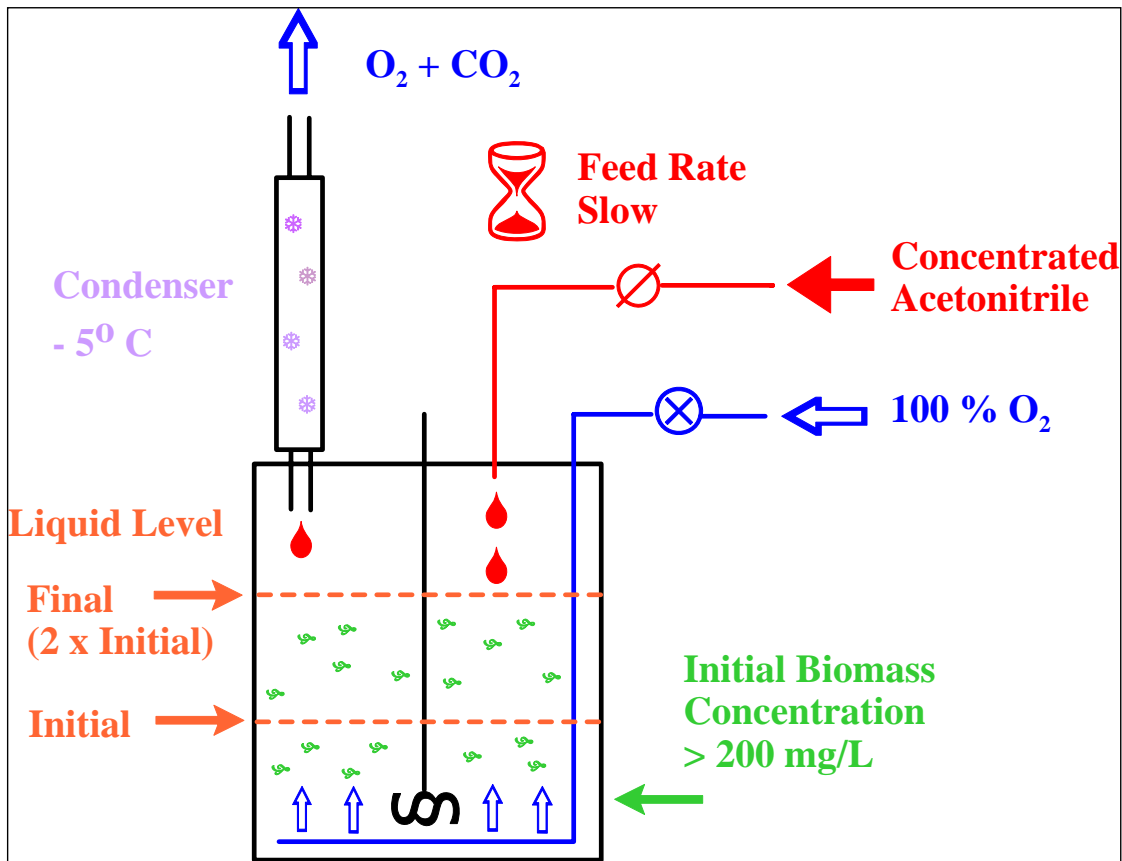 O₂ + CO₂
Feed Rate
Slow
Concentrated
Acetonitrile
Condenser
- 5⁰ C
100 % O₂
Liquid Level
Final
(2 x Initial)
Initial
Initial Biomass
Concentration
> 200 mg/L